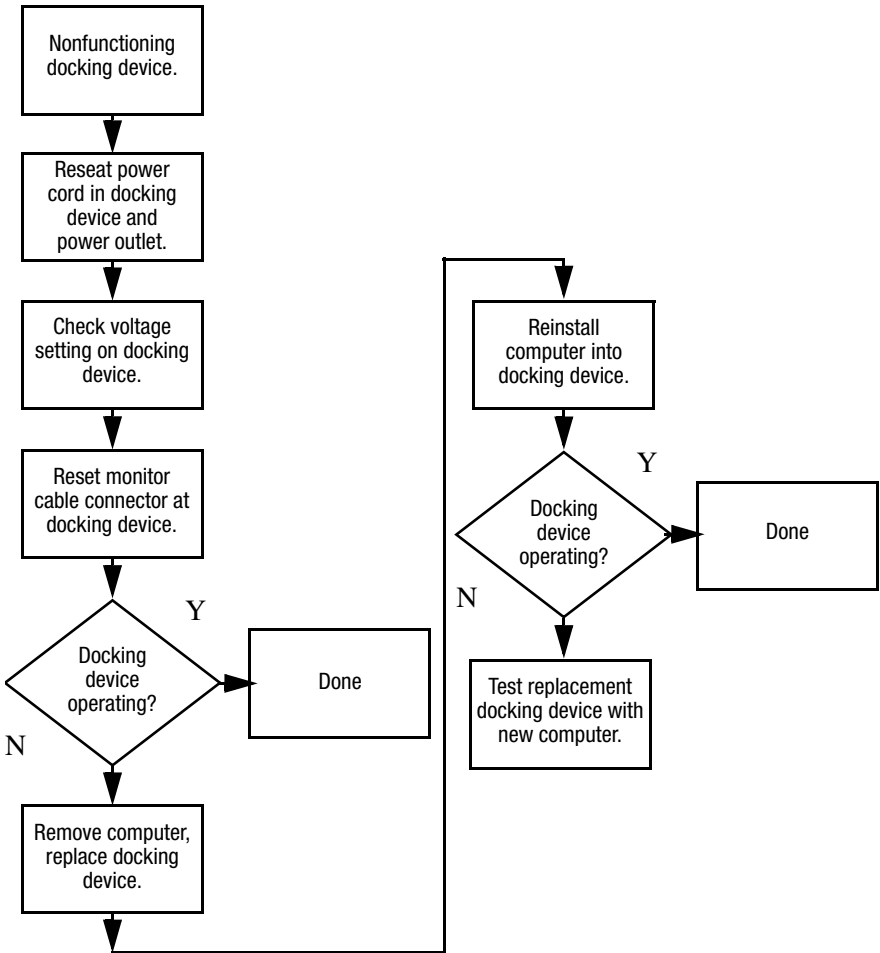 Nonfunctioning
docking device.
Reseat power
cord in docking
device and
power outlet.
Check voltage
setting on docking
device.
Reset monitor
cable connector at
docking device.
Y
Docking
device
operating?
Done
N
Remove computer,
replace docking
device.
Reinstall
computer into
docking device.
Y
Docking
device
operating?
Done
N
Test replacement
docking device with
new computer.